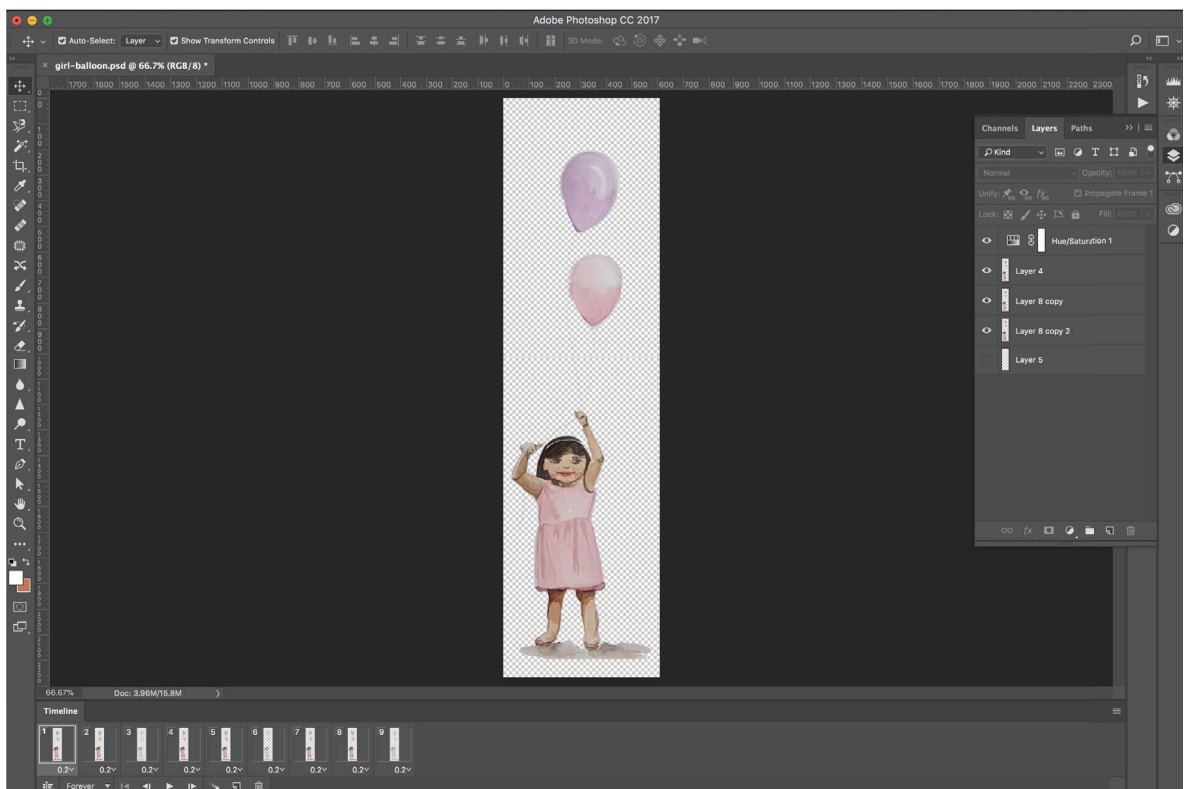 Adobe Photoshop CC 2017
Auto-Select: Layer Show Transform Controls 3D Mode:
× girl-balloon.psd @ 66.7% (RGB/8) *
1700 1600 1500 1400 1300 1200 1100 1000 900 800 700 600 500 400 300 200 100 0 100 200 300 400 500 600 700 800 900 1000 1100 1200 1300 1400 1500 1600 1700 1800 1900 2000 2100 2200 2300
Channels Layers Paths
Kind
Normal Opacity: 100%
Unify: Propagate Frame 1
Lock: Fill: 100%
Hue/Saturation 1
Layer 4
Layer 8 copy
Layer 8 copy 2
Layer 5
66.67% Doc: 3.96M/15.8M
Timeline
1 2 3 4 5 6 7 8 9
0.2 0.2 0.2 0.2 0.2 0.2 0.2 0.2 0.2
Forever